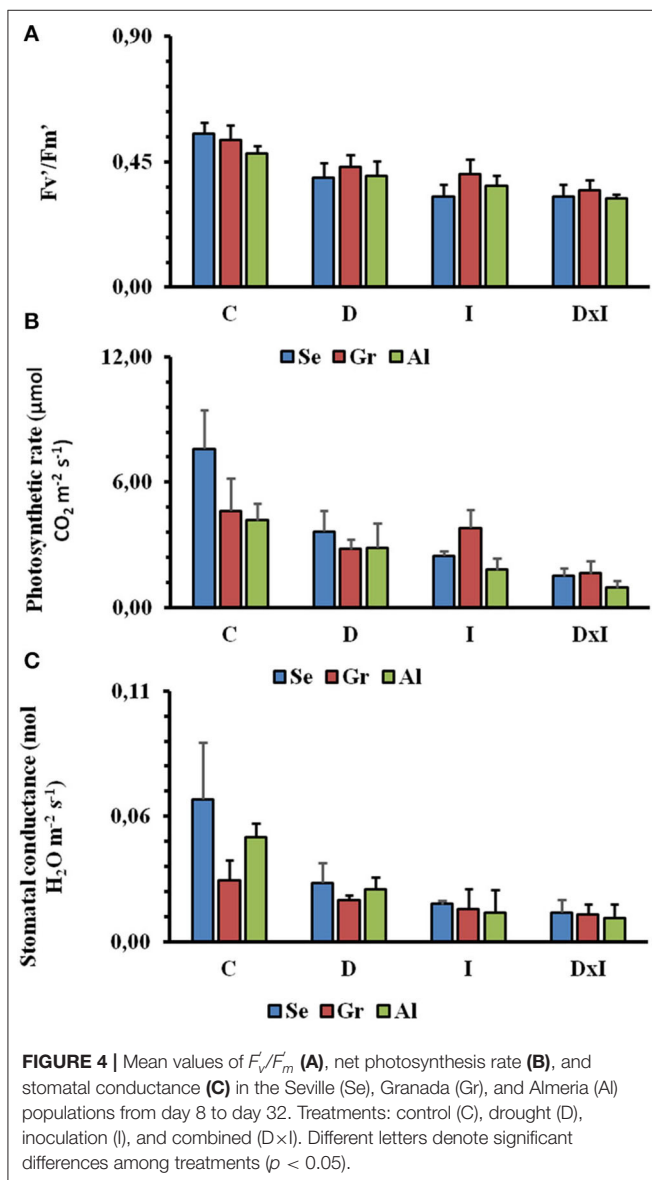 A
0,90
0,45
0,00
Fv'/Fm'
C D I DxI
Se Gr Al
B
12,00
6,00
0,00
Photosynthetic rate (µmol
CO₂ m⁻² s⁻¹)
C D I DxI
Se Gr Al
C
0,11
0,06
0,00
Stomatal conductance (mol
H₂O m⁻² s⁻¹)
C D I DxI
Se Gr Al
FIGURE 4 | Mean values of F′v/F′m (A), net photosynthesis rate (B), and
stomatal conductance (C) in the Seville (Se), Granada (Gr), and Almeria (Al)
populations from day 8 to day 32. Treatments: control (C), drought (D),
inoculation (I), and combined (D×I). Different letters denote significant
differences among treatments (p < 0.05).